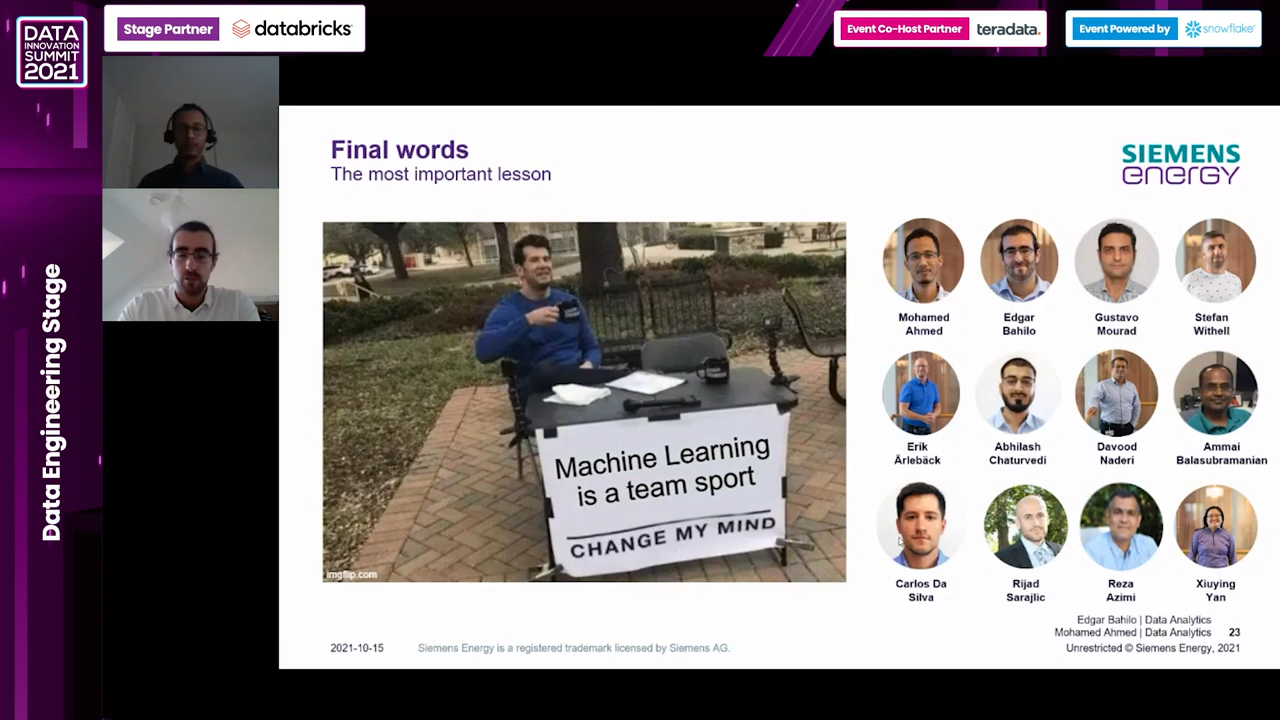 DATA
INNOVATION
SUMMIT
2021
Stage Partner
databricks
Event Co-Host Partner
teradata.
Event Powered by
snowflake
Data Engineering Stage
Final words
The most important lesson
SIEMENS
energy
Machine Learning
is a team sport
CHANGE MY MIND
imgflip.com
Mohamed
Ahmed
Edgar
Bahilo
Gustavo
Mourad
Stefan
Withell
Erik
Ärlebäck
Abhilash
Chaturvedi
Davood
Naderi
Ammai
Balasubramanian
Carlos Da
Silva
Rijad
Sarajlic
Reza
Azimi
Xiuying
Yan
Edgar Bahilo | Data Analytics
Mohamed Ahmed | Data Analytics 23
2021-10-15
Siemens Energy is a registered trademark licensed by Siemens AG.
Unrestricted © Siemens Energy, 2021